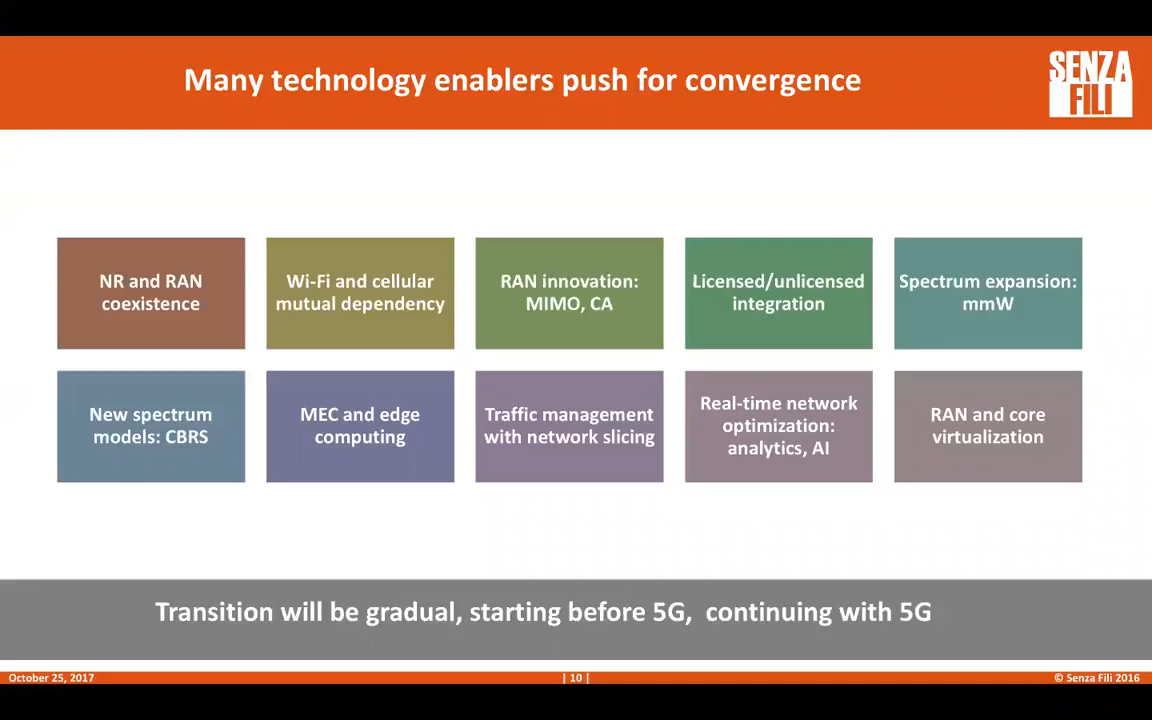 Many technology enablers push for convergence
SENZA
FILI
NR and RAN
coexistence
Wi-Fi and cellular
mutual dependency
RAN innovation:
MIMO, CA
Licensed/unlicensed
integration
Spectrum expansion:
mmW
New spectrum
models: CBRS
MEC and edge
computing
Traffic management
with network slicing
Real-time network
optimization:
analytics, AI
RAN and core
virtualization
Transition will be gradual, starting before 5G,  continuing with 5G
October 25, 2017
| 10 |
© Senza Fili 2016